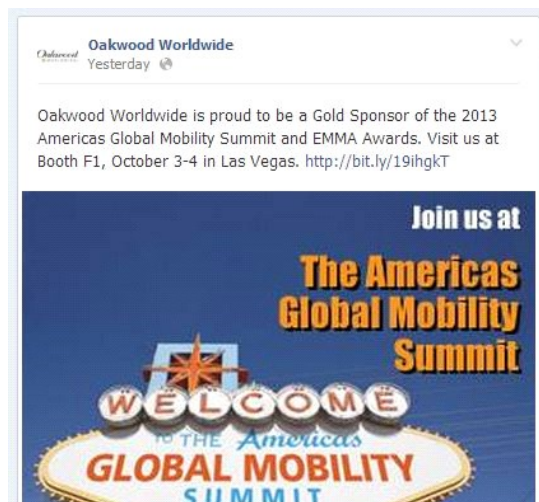 Oakwood
Oakwood Worldwide
Yesterday
Oakwood Worldwide is proud to be a Gold Sponsor of the 2013
Americas Global Mobility Summit and EMMA Awards. Visit us at
Booth F1, October 3-4 in Las Vegas. http://bit.ly/19ihgkT
Join us at
The Americas
Global Mobility
Summit
WELCOME
TO THE Americas
GLOBAL MOBILITY
SUMMIT